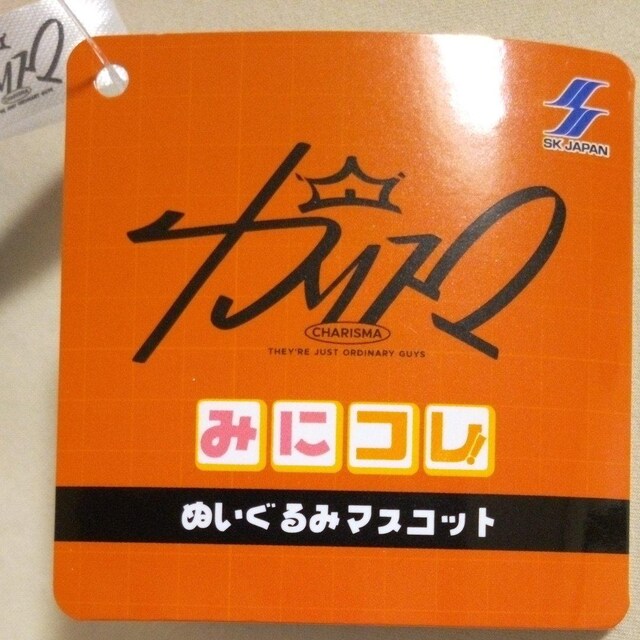 SK JAPAN
カリスマ
CHARISMA
THEY'RE JUST ORDINARY GUYS
みにコレ!!
ぬいぐるみマスコット